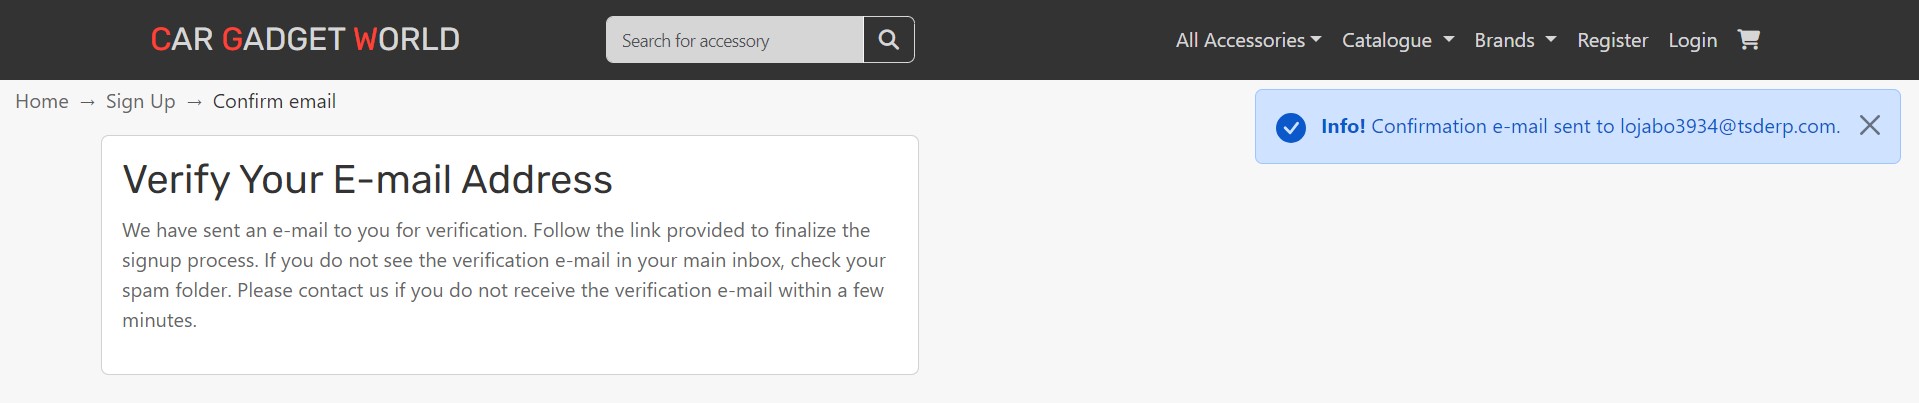 CAR GADGET WORLD
Search for accessory
All Accessories Catalogue Brands Register Login
Home → Sign Up → Confirm email
Info! Confirmation e-mail sent to lojabo3934@tsderp.com.
Verify Your E-mail Address
We have sent an e-mail to you for verification. Follow the link provided to finalize the
signup process. If you do not see the verification e-mail in your main inbox, check your
spam folder. Please contact us if you do not receive the verification e-mail within a few
minutes.